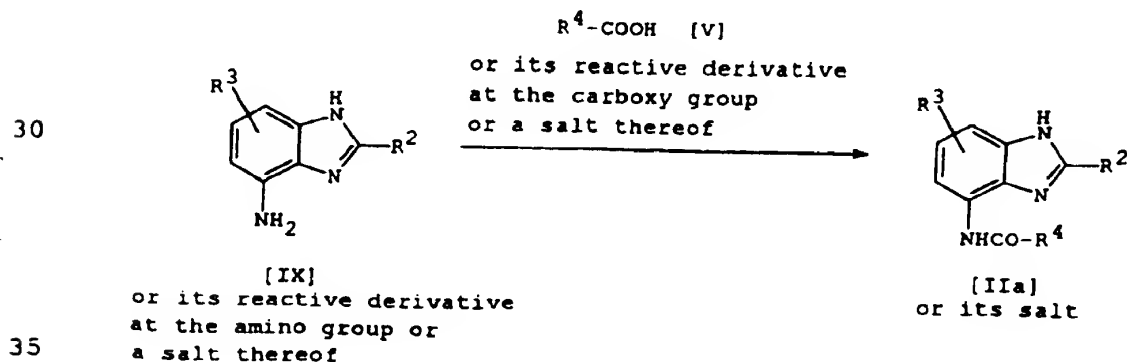 R4-COOH [V]
or its reactive derivative
at the carboxy group
or a salt thereof
30
R3
H
N
R2
N
NH2
[IX]
or its reactive derivative
at the amino group or
a salt thereof
R3
H
N
R2
N
NHCO-R4
[IIa]
or its salt
35